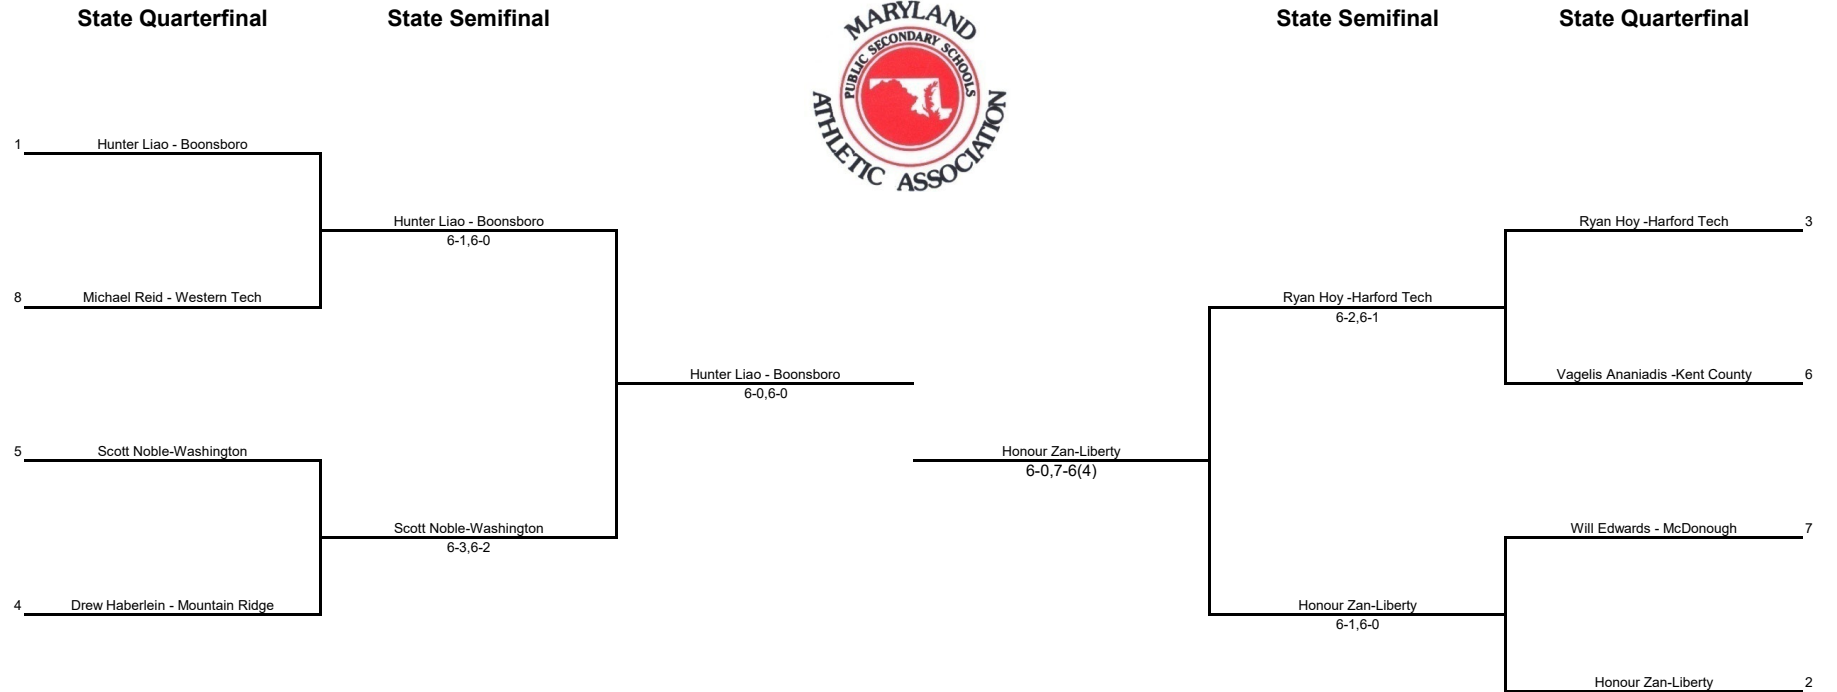 State Quarterfinal State Semifinal State Semifinal State Quarterfinal
MARYLAND
PUBLIC SECONDARY SCHOOLS
ATHLETIC ASSOCIATION
1 Hunter Liao - Boonsboro
Hunter Liao - Boonsboro
6-1,6-0
8 Michael Reid - Western Tech
Hunter Liao - Boonsboro
6-0,6-0
5 Scott Noble-Washington
Scott Noble-Washington
6-3,6-2
4 Drew Haberlein - Mountain Ridge
Ryan Hoy -Harford Tech 3
Ryan Hoy -Harford Tech
6-2,6-1
Vagelis Ananiadis -Kent County 6
Honour Zan-Liberty
6-0,7-6(4)
Will Edwards - McDonough 7
Honour Zan-Liberty
6-1,6-0
Honour Zan-Liberty 2